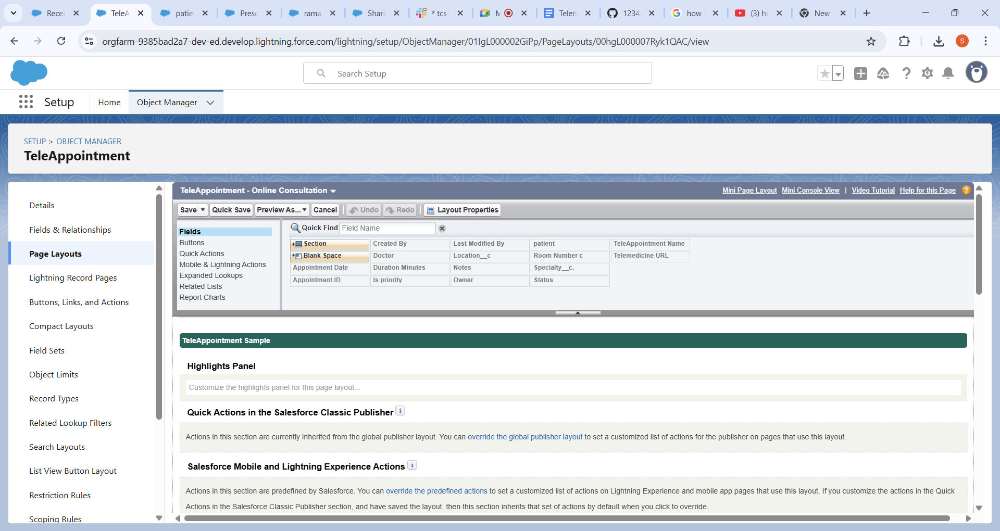 Recen
TeleA
patie
Presc
rama
Shari
* tcs-
M
Telem
1234
how
(3) h
New
orgfarm-9385bad2a7-dev-ed.develop.lightning.force.com/lightning/setup/ObjectManager/01IgL000002GiPp/PageLayouts/00hgL000007Ryk1QAC/view
S
Search Setup
Setup
Home
Object Manager
SETUP > OBJECT MANAGER
TeleAppointment
Details
Fields & Relationships
Page Layouts
Lightning Record Pages
Buttons, Links, and Actions
Compact Layouts
Field Sets
Object Limits
Record Types
Related Lookup Filters
Search Layouts
List View Button Layout
Restriction Rules
Scoping Rules
TeleAppointment - Online Consultation
Mini Page Layout Mini Console View | Video Tutorial Help for this Page ?
Save Quick Save Preview As... Cancel Undo Redo Layout Properties
Fields
Buttons
Quick Actions
Mobile & Lightning Actions
Expanded Lookups
Related Lists
Report Charts
Quick Find Field Name
Section Created By Last Modified By patient TeleAppointment Name
Blank Space Doctor Location__c Room Number c Telemedicine URL
Appointment Date Duration Minutes Notes Specialty__c.
Appointment ID Is priority Owner Status
TeleAppointment Sample
Highlights Panel
Customize the highlights panel for this page layout...
Quick Actions in the Salesforce Classic Publisher i
Actions in this section are currently inherited from the global publisher layout. You can override the global publisher layout to set a customized list of actions for the publisher on pages that use this layout.
Salesforce Mobile and Lightning Experience Actions i
Actions in this section are predefined by Salesforce. You can override the predefined actions to set a customized list of actions on Lightning Experience and mobile app pages that use this layout. If you customize the actions in the Quick
Actions in the Salesforce Classic Publisher section, and have saved the layout, then this section inherits that set of actions by default when you click to override.